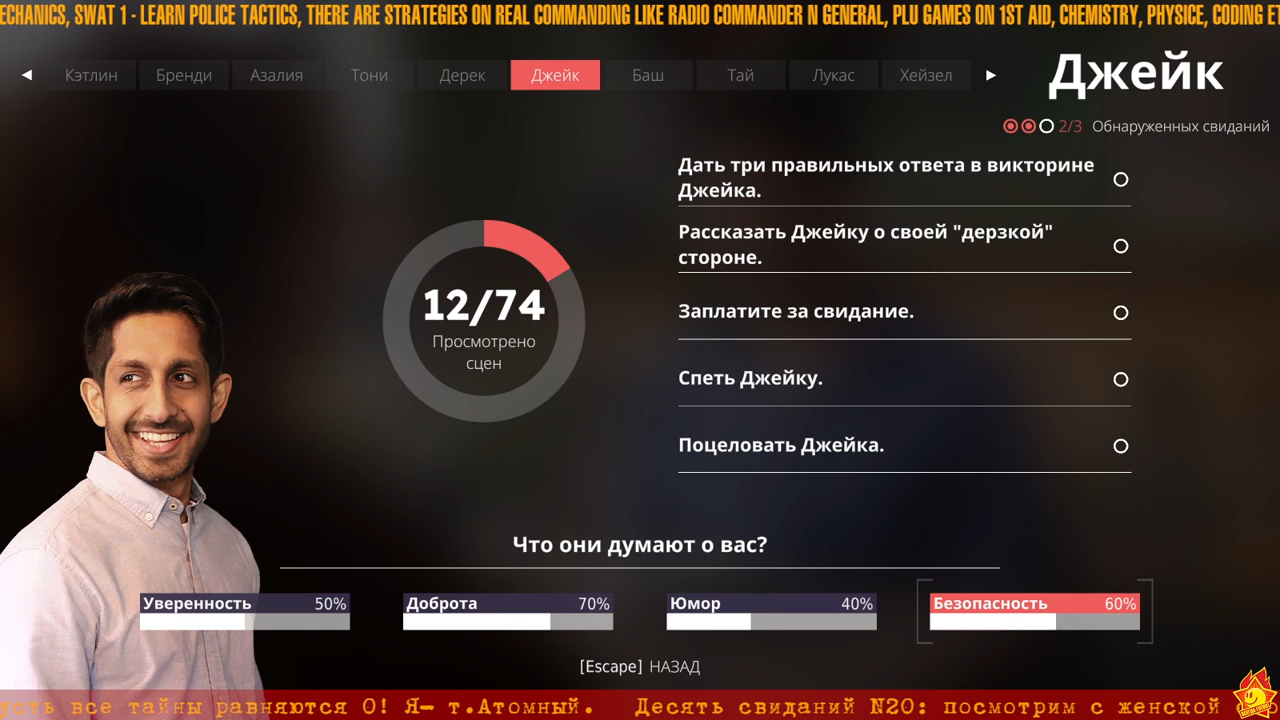 ECHANICS, SWAT 1 - LEARN POLICE TACTICS, THERE ARE STRATEGIES ON REAL COMMANDING LIKE RADIO COMMANDER N GENERAL, PLU GAMES ON 1ST AID, CHEMISTRY, PHYSICE, CODING ET
Кэтлин Бренди Азалия Тони Дерек Джейк Баш Тай Лукас Хейзел
Джейк
2/3 Обнаруженных свиданий
Дать три правильных ответа в викторине
Джейка.
Рассказать Джейку о своей "дерзкой"
стороне.
Заплатите за свидание.
Спеть Джейку.
Поцеловать Джейка.
12/74
Просмотрено
сцен
Что они думают о вас?
Уверенность 50%
Доброта 70%
Юмор 40%
Безопасность 60%
[Escape] НАЗАД
усть все тайны равняются О! Я— т.Атомный. Десять свиданий N20: посмотрим с женской